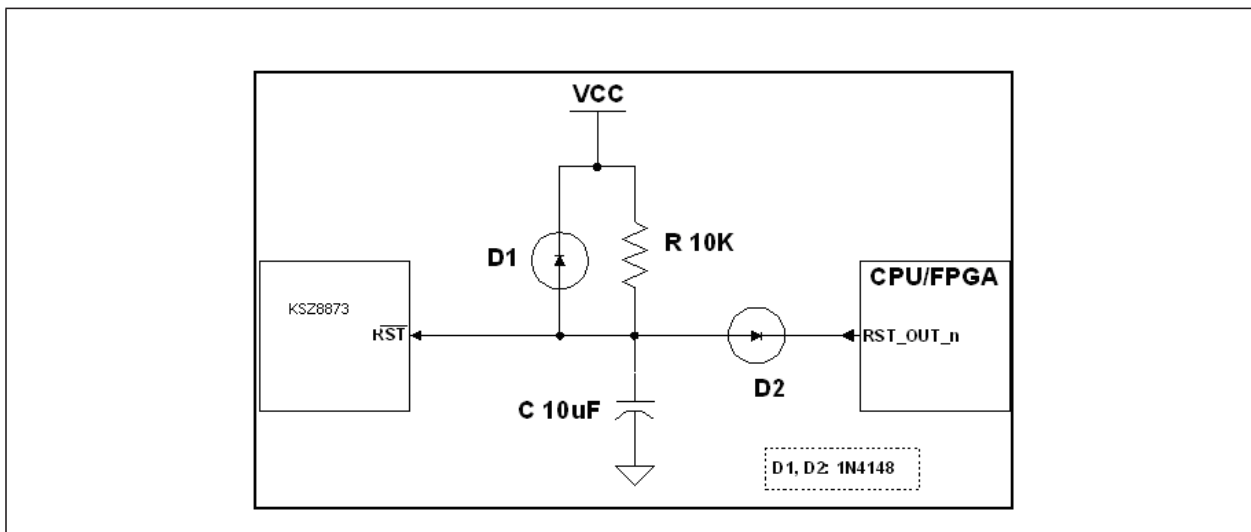 VCC
D1
R 10K
CPU/FPGA
KSZ8873
RST
RST_OUT_n
D2
C 10uF
D1, D2: 1N4148